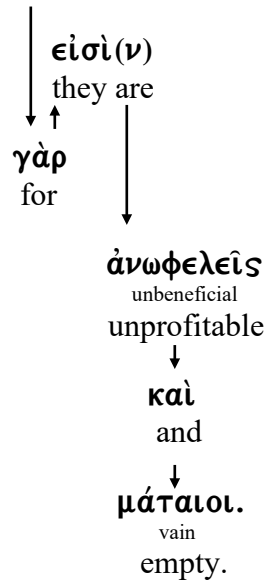 εἰσὶ(ν)
they are
γὰρ
for
ἀνωφελεῖς
unbeneficial
unprofitable
καὶ
and
μάταιοι.
vain
empty.